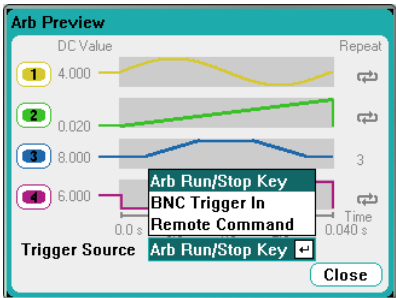 Arb Preview
DC Value Repeat
1 4.000
2 0.020
3 8.000 3
4 6.000
Arb Run/Stop Key
BNC Trigger In
Remote Command
Time
0.0 s 0.040 s
Trigger Source Arb Run/Stop Key
Close